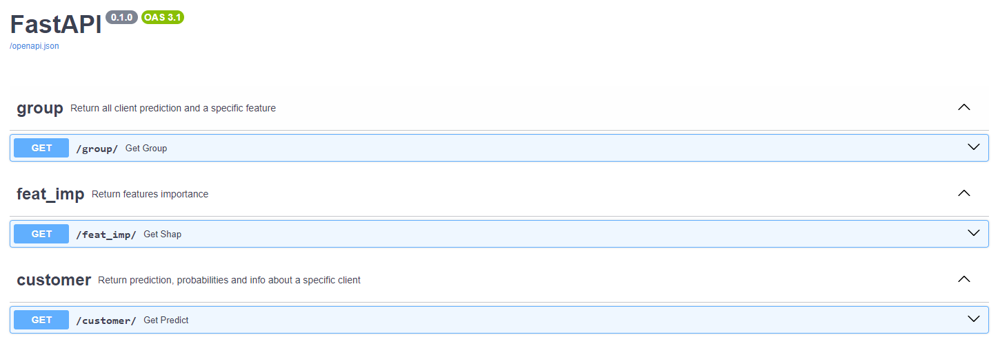 FastAPI 0.1.0 OAS 3.1
/openapi.json
group Return all client prediction and a specific feature
GET /group/ Get Group
feat_imp Return features importance
GET /feat_imp/ Get Shap
customer Return prediction, probabilities and info about a specific client
GET /customer/ Get Predict